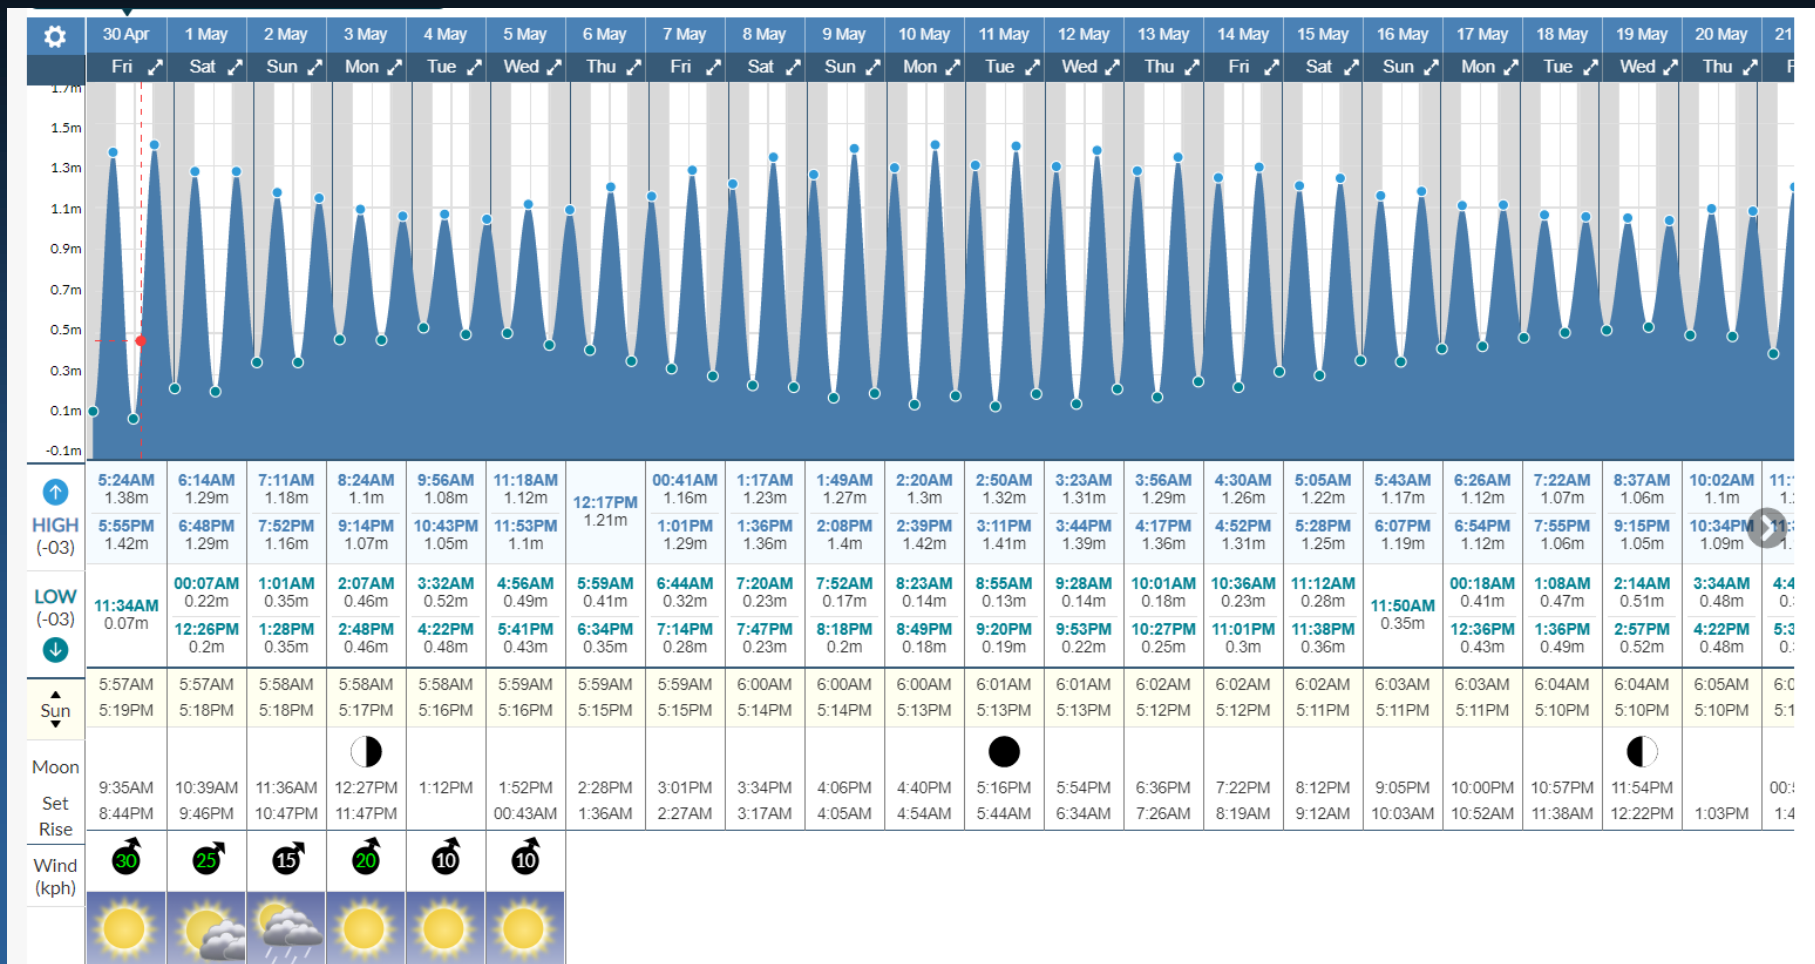 30 Apr 1 May 2 May 3 May 4 May 5 May 6 May 7 May 8 May 9 May 10 May 11 May 12 May 13 May 14 May 15 May 16 May 17 May 18 May 19 May 20 May 21
Fri Sat Sun Mon Tue Wed Thu Fri Sat Sun Mon Tue Wed Thu Fri Sat Sun Mon Tue Wed Thu F
1.7m
1.5m
1.3m
1.1m
0.9m
0.7m
0.5m
0.3m
0.1m
-0.1m
HIGH
(-03)
5:24AM 6:14AM 7:11AM 8:24AM 9:56AM 11:18AM 12:17PM 00:41AM 1:17AM 1:49AM 2:20AM 2:50AM 3:23AM 3:56AM 4:30AM 5:05AM 5:43AM 6:26AM 7:22AM 8:37AM 10:02AM 11:
1.38m 1.29m 1.18m 1.1m 1.08m 1.12m 1.21m 1.16m 1.23m 1.27m 1.3m 1.32m 1.31m 1.29m 1.26m 1.22m 1.17m 1.12m 1.07m 1.06m 1.1m 1.
5:55PM 6:48PM 7:52PM 9:14PM 10:43PM 11:53PM 1:01PM 1:36PM 2:08PM 2:39PM 3:11PM 3:44PM 4:17PM 4:52PM 5:28PM 6:07PM 6:54PM 7:55PM 9:15PM 10:34PM 11:
1.42m 1.29m 1.16m 1.07m 1.05m 1.1m 1.29m 1.36m 1.4m 1.42m 1.41m 1.39m 1.36m 1.31m 1.25m 1.19m 1.12m 1.06m 1.05m 1.09m 1.
LOW
(-03)
11:34AM 00:07AM 1:01AM 2:07AM 3:32AM 4:56AM 5:59AM 6:44AM 7:20AM 7:52AM 8:23AM 8:55AM 9:28AM 10:01AM 10:36AM 11:12AM 11:50AM 00:18AM 1:08AM 2:14AM 3:34AM 4:4
0.07m 0.22m 0.35m 0.46m 0.52m 0.49m 0.41m 0.32m 0.23m 0.17m 0.14m 0.13m 0.14m 0.18m 0.23m 0.28m 0.35m 0.41m 0.47m 0.51m 0.48m 0.
12:26PM 1:28PM 2:48PM 4:22PM 5:41PM 6:34PM 7:14PM 7:47PM 8:18PM 8:49PM 9:20PM 9:53PM 10:27PM 11:01PM 11:38PM 12:36PM 1:36PM 2:57PM 4:22PM 5:3
0.2m 0.35m 0.46m 0.48m 0.43m 0.35m 0.28m 0.23m 0.2m 0.18m 0.19m 0.22m 0.25m 0.3m 0.36m 0.43m 0.49m 0.52m 0.48m 0.
Sun
5:57AM 5:57AM 5:58AM 5:58AM 5:58AM 5:59AM 5:59AM 5:59AM 6:00AM 6:00AM 6:00AM 6:01AM 6:01AM 6:02AM 6:02AM 6:02AM 6:03AM 6:03AM 6:04AM 6:04AM 6:05AM 6:0
5:19PM 5:18PM 5:18PM 5:17PM 5:16PM 5:16PM 5:15PM 5:15PM 5:14PM 5:14PM 5:13PM 5:13PM 5:13PM 5:12PM 5:12PM 5:11PM 5:11PM 5:11PM 5:10PM 5:10PM 5:10PM 5:1
Moon
Set
Rise
9:35AM 10:39AM 11:36AM 12:27PM 1:12PM 1:52PM 2:28PM 3:01PM 3:34PM 4:06PM 4:40PM 5:16PM 5:54PM 6:36PM 7:22PM 8:12PM 9:05PM 10:00PM 10:57PM 11:54PM 00:
8:44PM 9:46PM 10:47PM 11:47PM 00:43AM 1:36AM 2:27AM 3:17AM 4:05AM 4:54AM 5:44AM 6:34AM 7:26AM 8:19AM 9:12AM 10:03AM 10:52AM 11:38AM 12:22PM 1:03PM 1:4
Wind
(kph)
30 25 15 20 10 10